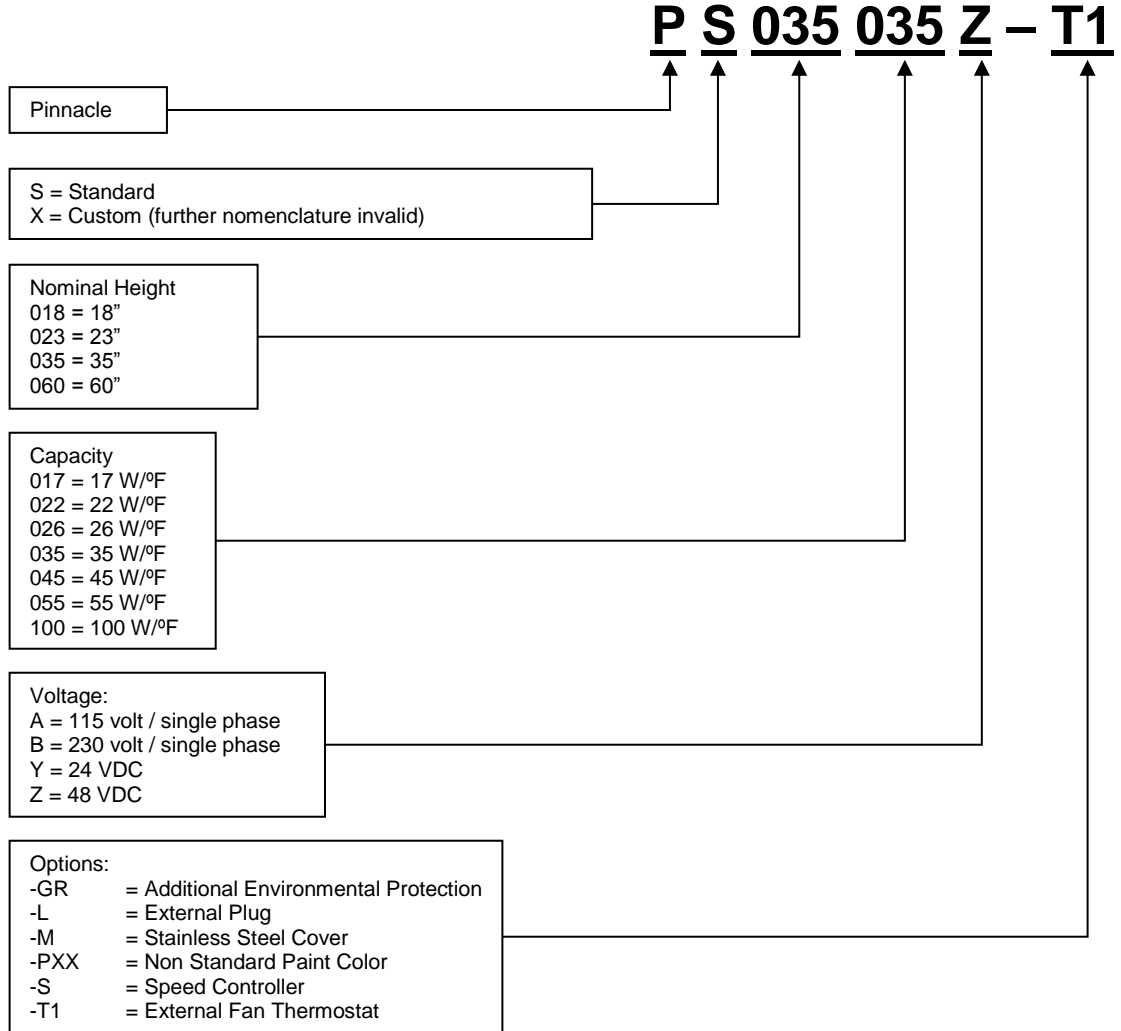 P S 035 035 Z – T1
Pinnacle
S = Standard
X = Custom (further nomenclature invalid)
Nominal Height
018 = 18”
023 = 23”
035 = 35”
060 = 60”
Capacity
017 = 17 W/ºF
022 = 22 W/ºF
026 = 26 W/ºF
035 = 35 W/ºF
045 = 45 W/ºF
055 = 55 W/ºF
100 = 100 W/ºF
Voltage:
A = 115 volt / single phase
B = 230 volt / single phase
Y = 24 VDC
Z = 48 VDC
Options:
-GR = Additional Environmental Protection
-L = External Plug
-M = Stainless Steel Cover
-PXX = Non Standard Paint Color
-S = Speed Controller
-T1 = External Fan Thermostat